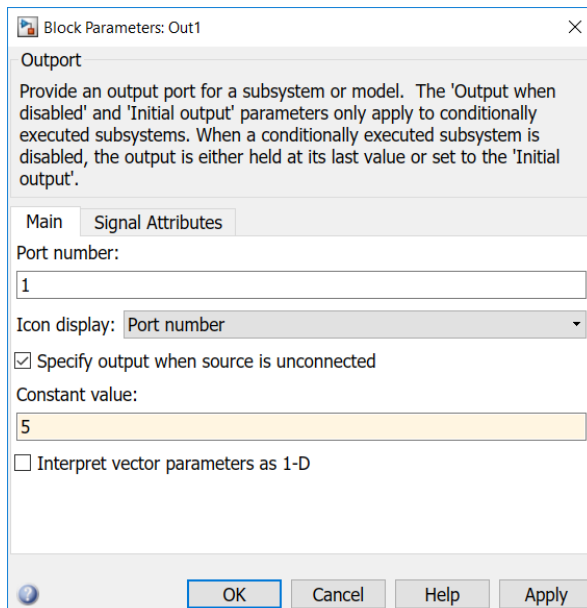 Block Parameters: Out1
Outport
Provide an output port for a subsystem or model. The 'Output when
disabled' and 'Initial output' parameters only apply to conditionally
executed subsystems. When a conditionally executed subsystem is
disabled, the output is either held at its last value or set to the 'Initial
output'.
Main Signal Attributes
Port number:
1
Icon display: Port number
Specify output when source is unconnected
Constant value:
5
Interpret vector parameters as 1-D
OK Cancel Help Apply